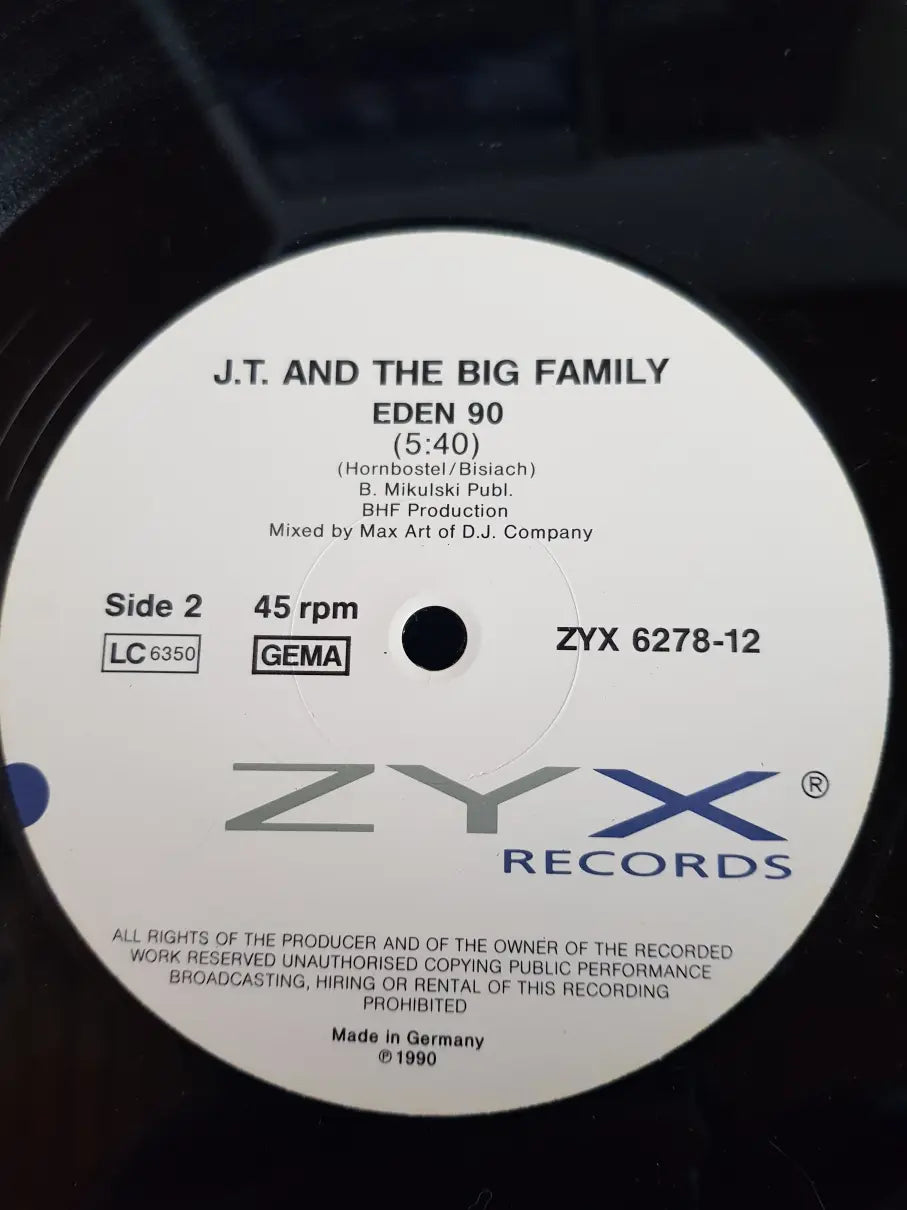 J.T. AND THE BIG FAMILY
EDEN 90
(5:40)
(Hornbostel/Bisiach)
B. Mikulski Publ.
BHF Production
Mixed by Max Art of D.J. Company
Side 2 45 rpm
LC 6350 GEMA ZYX 6278-12
ZYX ®
RECORDS
ALL RIGHTS OF THE PRODUCER AND OF THE OWNER OF THE RECORDED
WORK RESERVED UNAUTHORISED COPYING PUBLIC PERFORMANCE
BROADCASTING, HIRING OR RENTAL OF THIS RECORDING
PROHIBITED
Made in Germany
℗ 1990